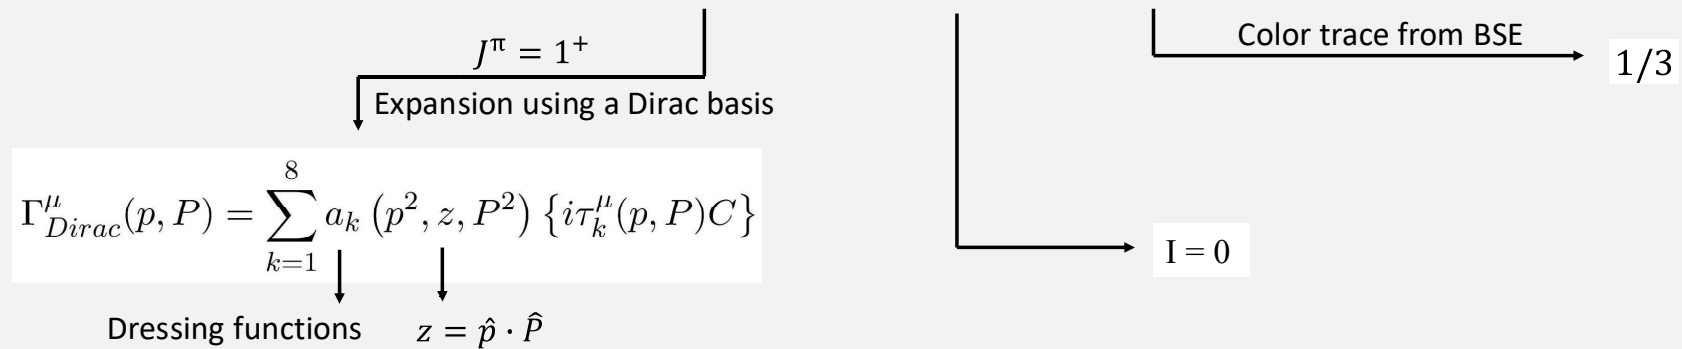 J^π = 1^+
Expansion using a Dirac basis
Color trace from BSE
1/3
Γ^μ_{Dirac}(p, P) = \sum_{k=1}^{8} a_k (p^2, z, P^2) {iτ^μ_k(p, P)C}
I = 0
Dressing functions
z = p̂ · P̂